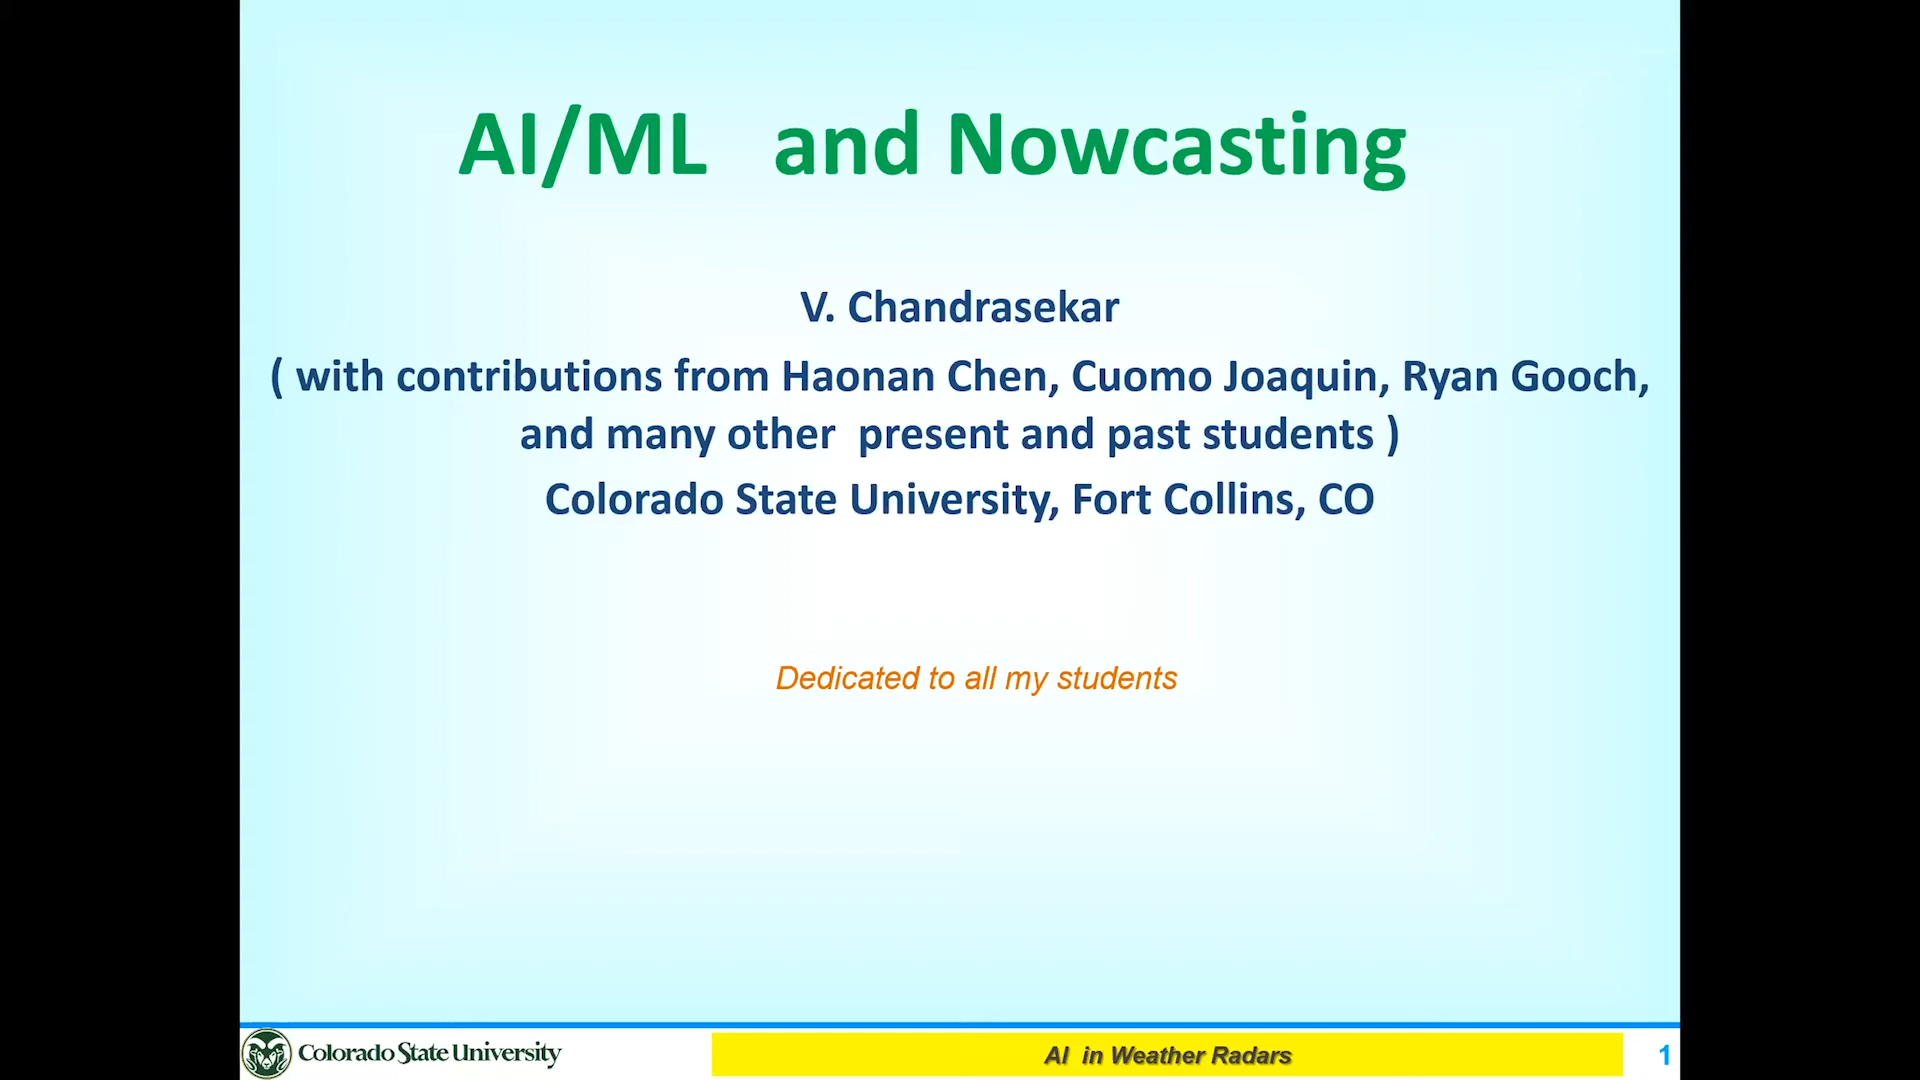 AI/ML and Nowcasting
V. Chandrasekar
( with contributions from Haonan Chen, Cuomo Joaquin, Ryan Gooch,
and many other present and past students )
Colorado State University, Fort Collins, CO
Dedicated to all my students
Colorado State University
AI in Weather Radars
1